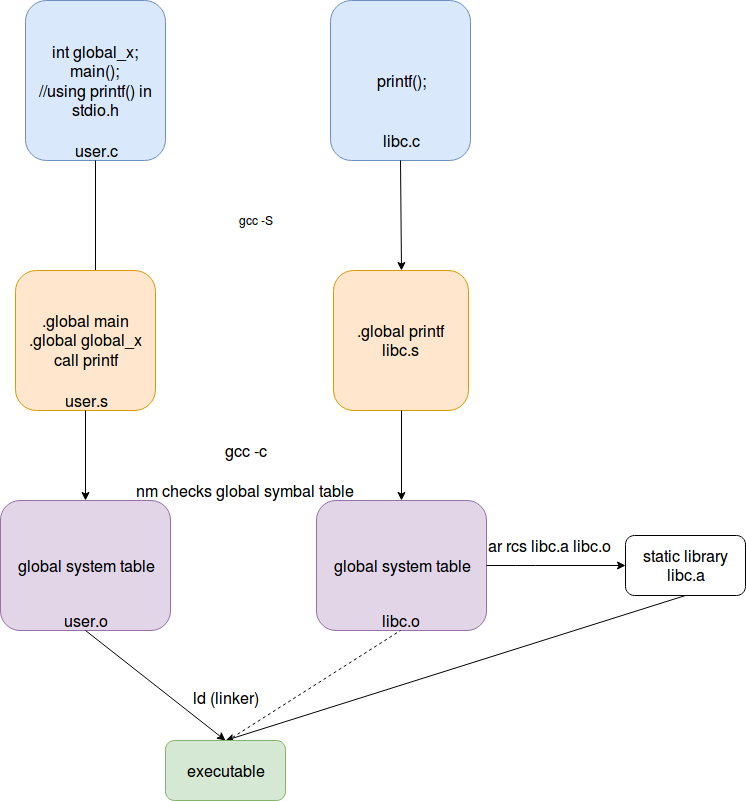 int global_x;
main();
//using printf() in
stdio.h
user.c
printf();
libc.c
gcc -S
.global main
.global global_x
call printf
user.s
.global printf
libc.s
gcc -c
nm checks global symbal table
global system table
user.o
global system table
libc.o
ar rcs libc.a libc.o
static library
libc.a
ld (linker)
executable